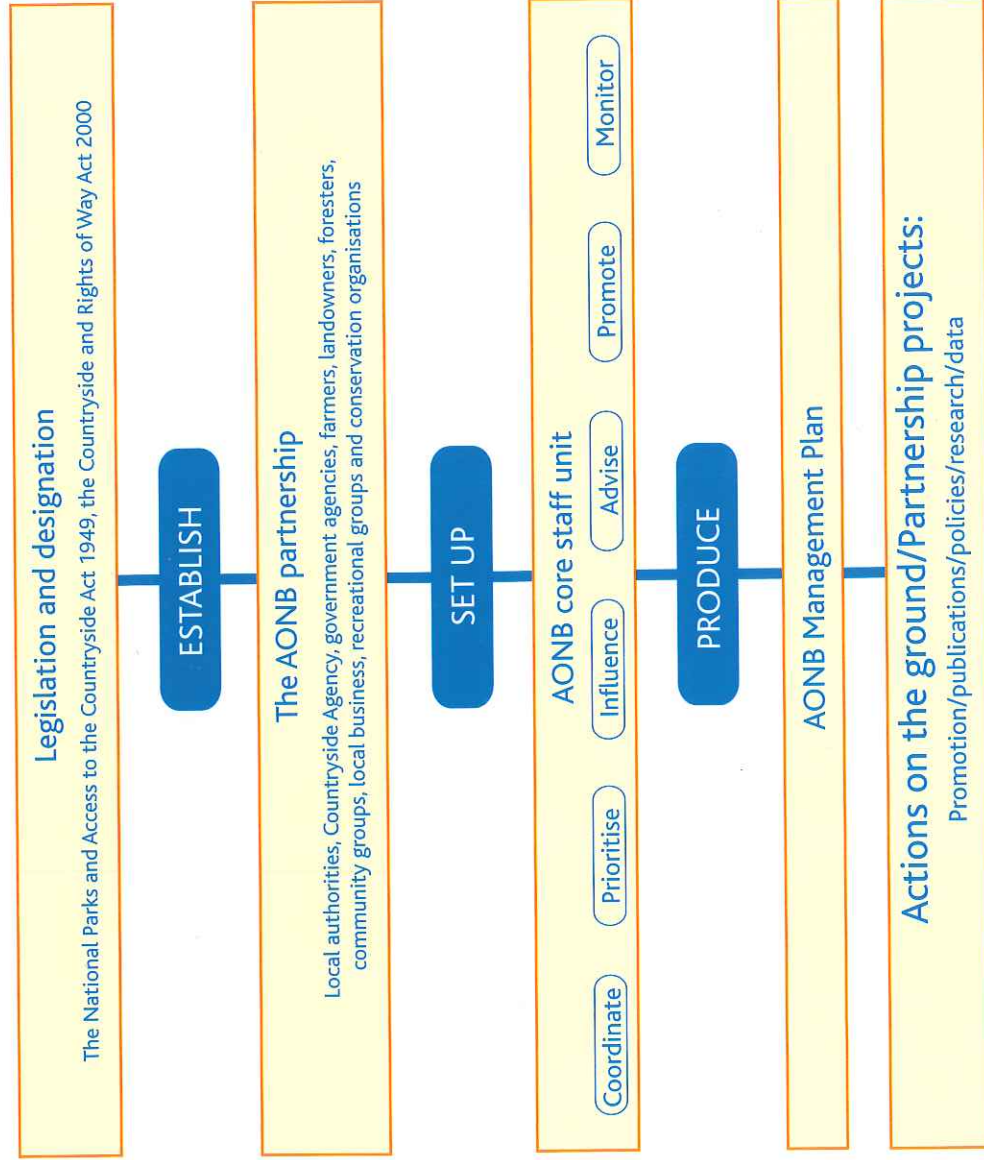 Legislation and designation
The National Parks and Access to the Countryside Act 1949, the Countryside and Rights of Way Act 2000
ESTABLISH
The AONB partnership
Local authorities, Countryside Agency, government agencies, farmers, landowners, foresters,
community groups, local business, recreational groups and conservation organisations
SET UP
AONB core staff unit
Coordinate
Prioritise
Influence
Advise
Promote
Monitor
PRODUCE
AONB Management Plan
Actions on the ground/Partnership projects:
Promotion/publications/policies/research/data